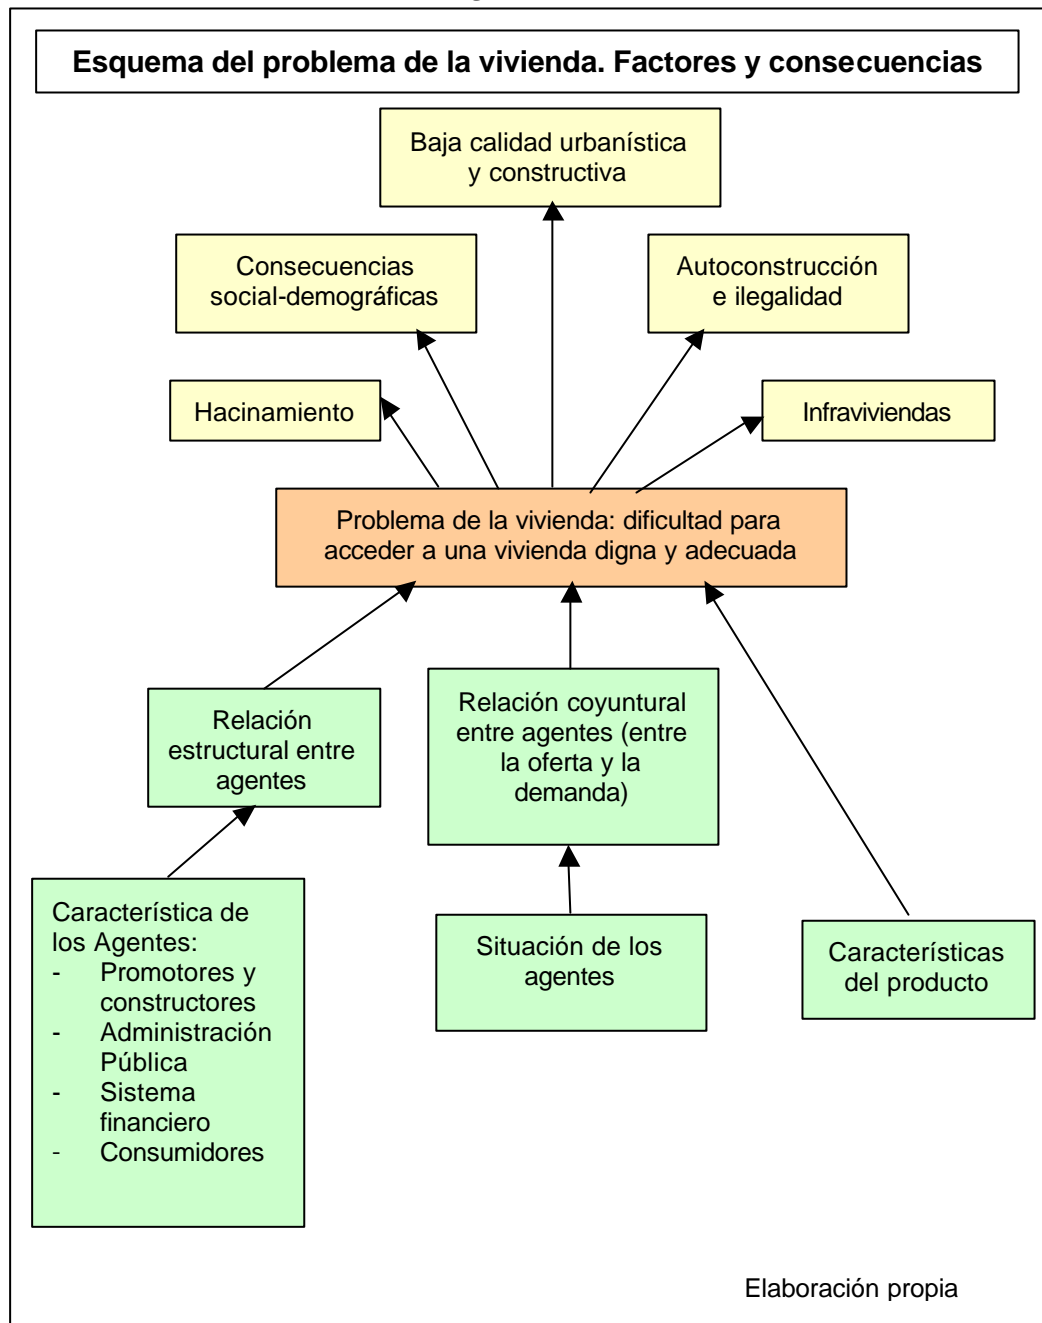 Esquema del problema de la vivienda. Factores y consecuencias
Baja calidad urbanística
y constructiva
Consecuencias
social-demográficas
Autoconstrucción
e ilegalidad
Hacinamiento
Infraviviendas
Problema de la vivienda: dificultad para
acceder a una vivienda digna y adecuada
Relación
estructural entre
agentes
Relación coyuntural
entre agentes (entre
la oferta y la
demanda)
Característica de
los Agentes:
- Promotores y
constructores
- Administración
Pública
- Sistema
financiero
- Consumidores
Situación de los
agentes
Características
del producto
Elaboración propia